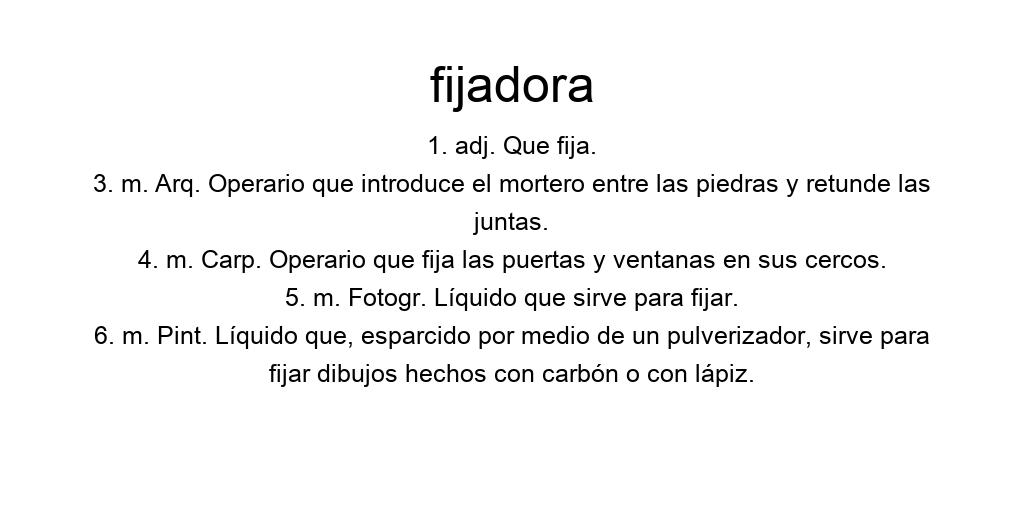 fijadora
1. adj. Que fija.
3. m. Arq. Operario que introduce el mortero entre las piedras y retunde las
juntas.
4. m. Carp. Operario que fija las puertas y ventanas en sus cercos.
5. m. Fotogr. Líquido que sirve para fijar.
6. m. Pint. Líquido que, esparcido por medio de un pulverizador, sirve para
fijar dibujos hechos con carbón o con lápiz.